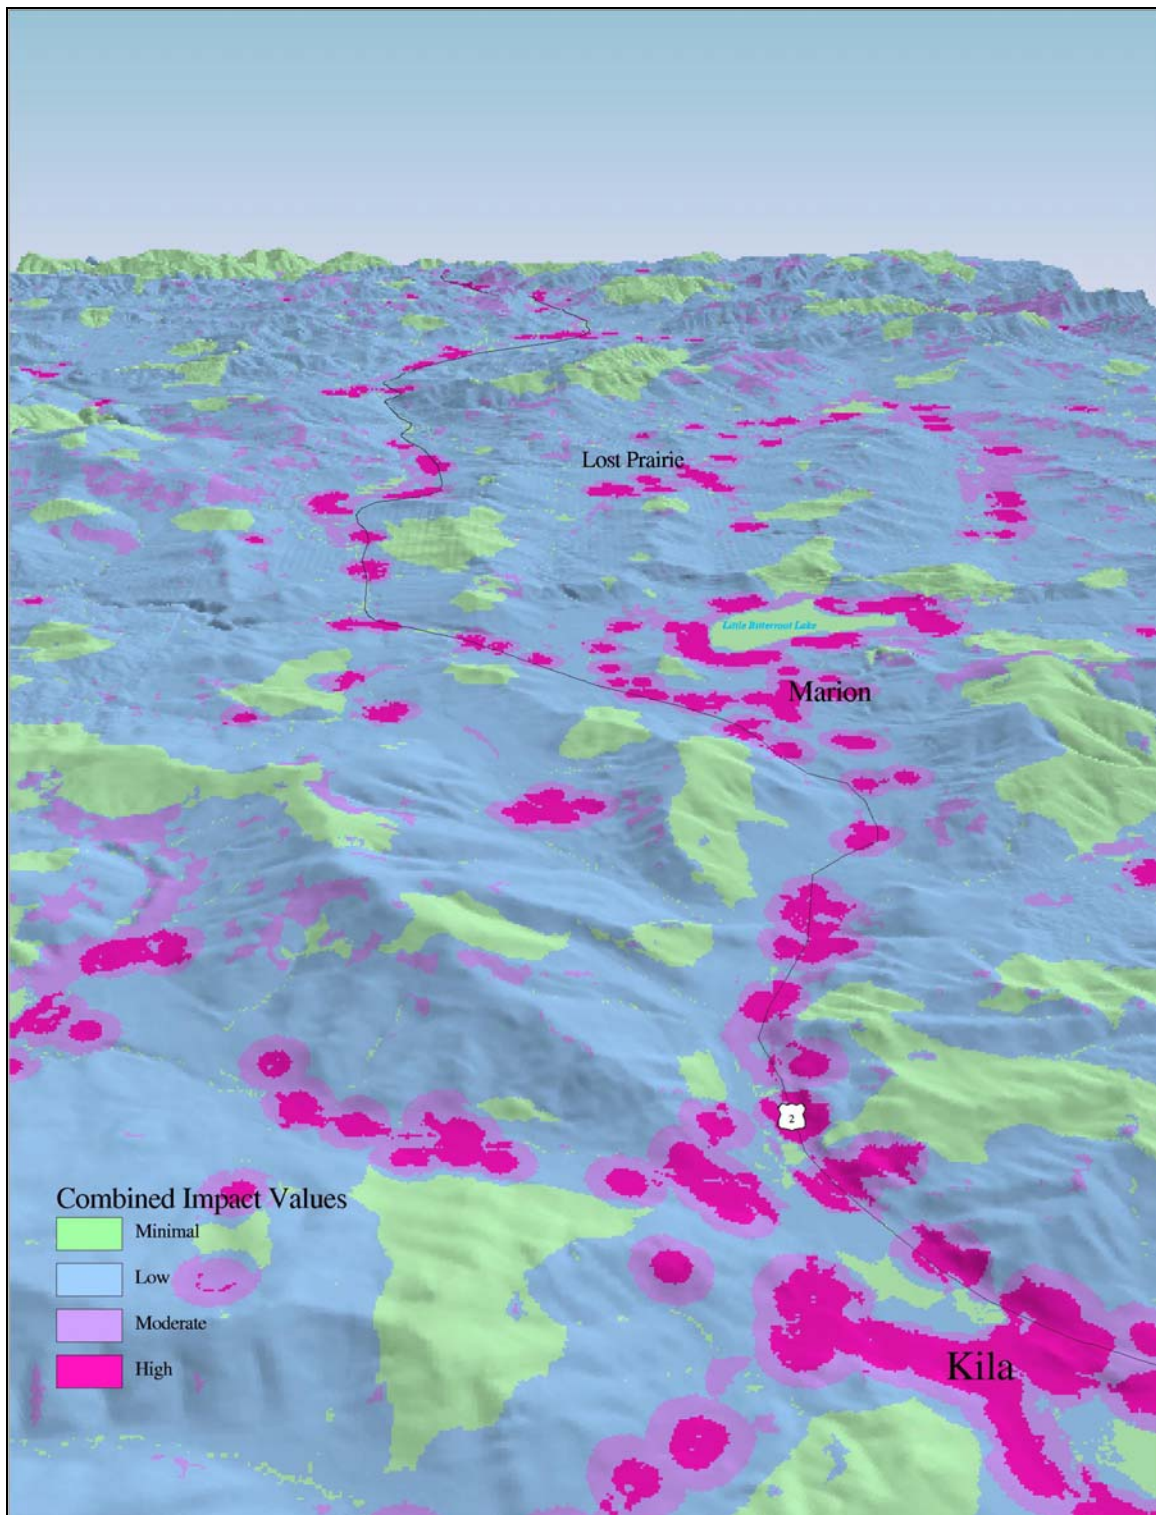 Lost Prairie
Little Bitterroot Lake
Marion
2
Combined Impact Values
Minimal
Low
Moderate
High
Kila